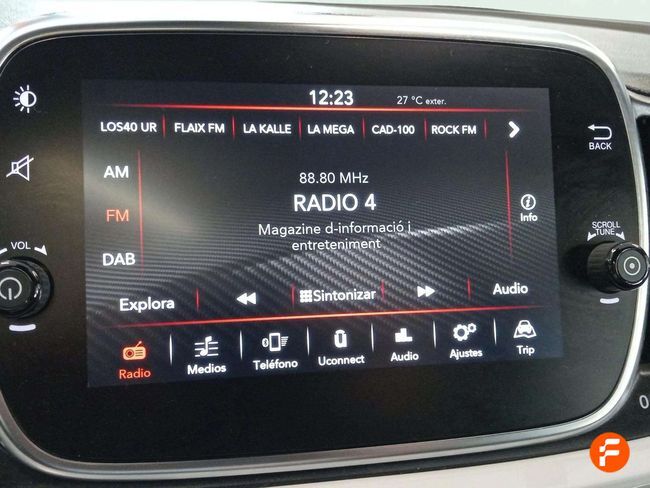 12:23 27 °C exter.
LOS40 UR FLAIX FM LA KALLE LA MEGA CAD-100 ROCK FM
BACK
AM
FM
DAB
88.80 MHz
RADIO 4
Magazine d-informació i
entreteniment
Info
VOL
SCROLL
TUNE
Explora Sintonizar Audio
Radio Medios Teléfono Uconnect Audio Ajustes Trip
0